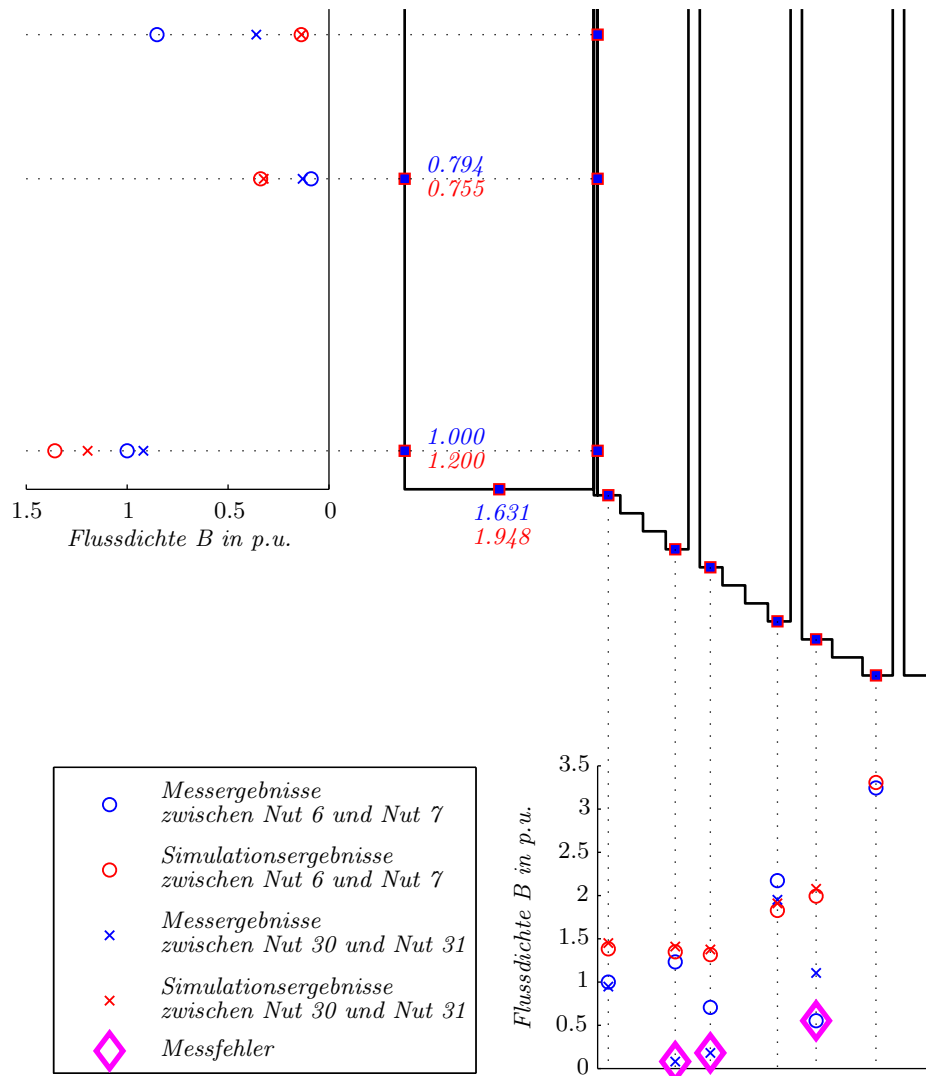 0.794
0.755
1.000
1.200
1.5 1 0.5 0
Flussdichte B in p.u.
1.631
1.948
Messergebnisse
zwischen Nut 6 und Nut 7
Simulationsergebnisse
zwischen Nut 6 und Nut 7
Messergebnisse
zwischen Nut 30 und Nut 31
Simulationsergebnisse
zwischen Nut 30 und Nut 31
Messfehler
Flussdichte B in p.u.
3.5
3
2.5
2
1.5
1
0.5
0